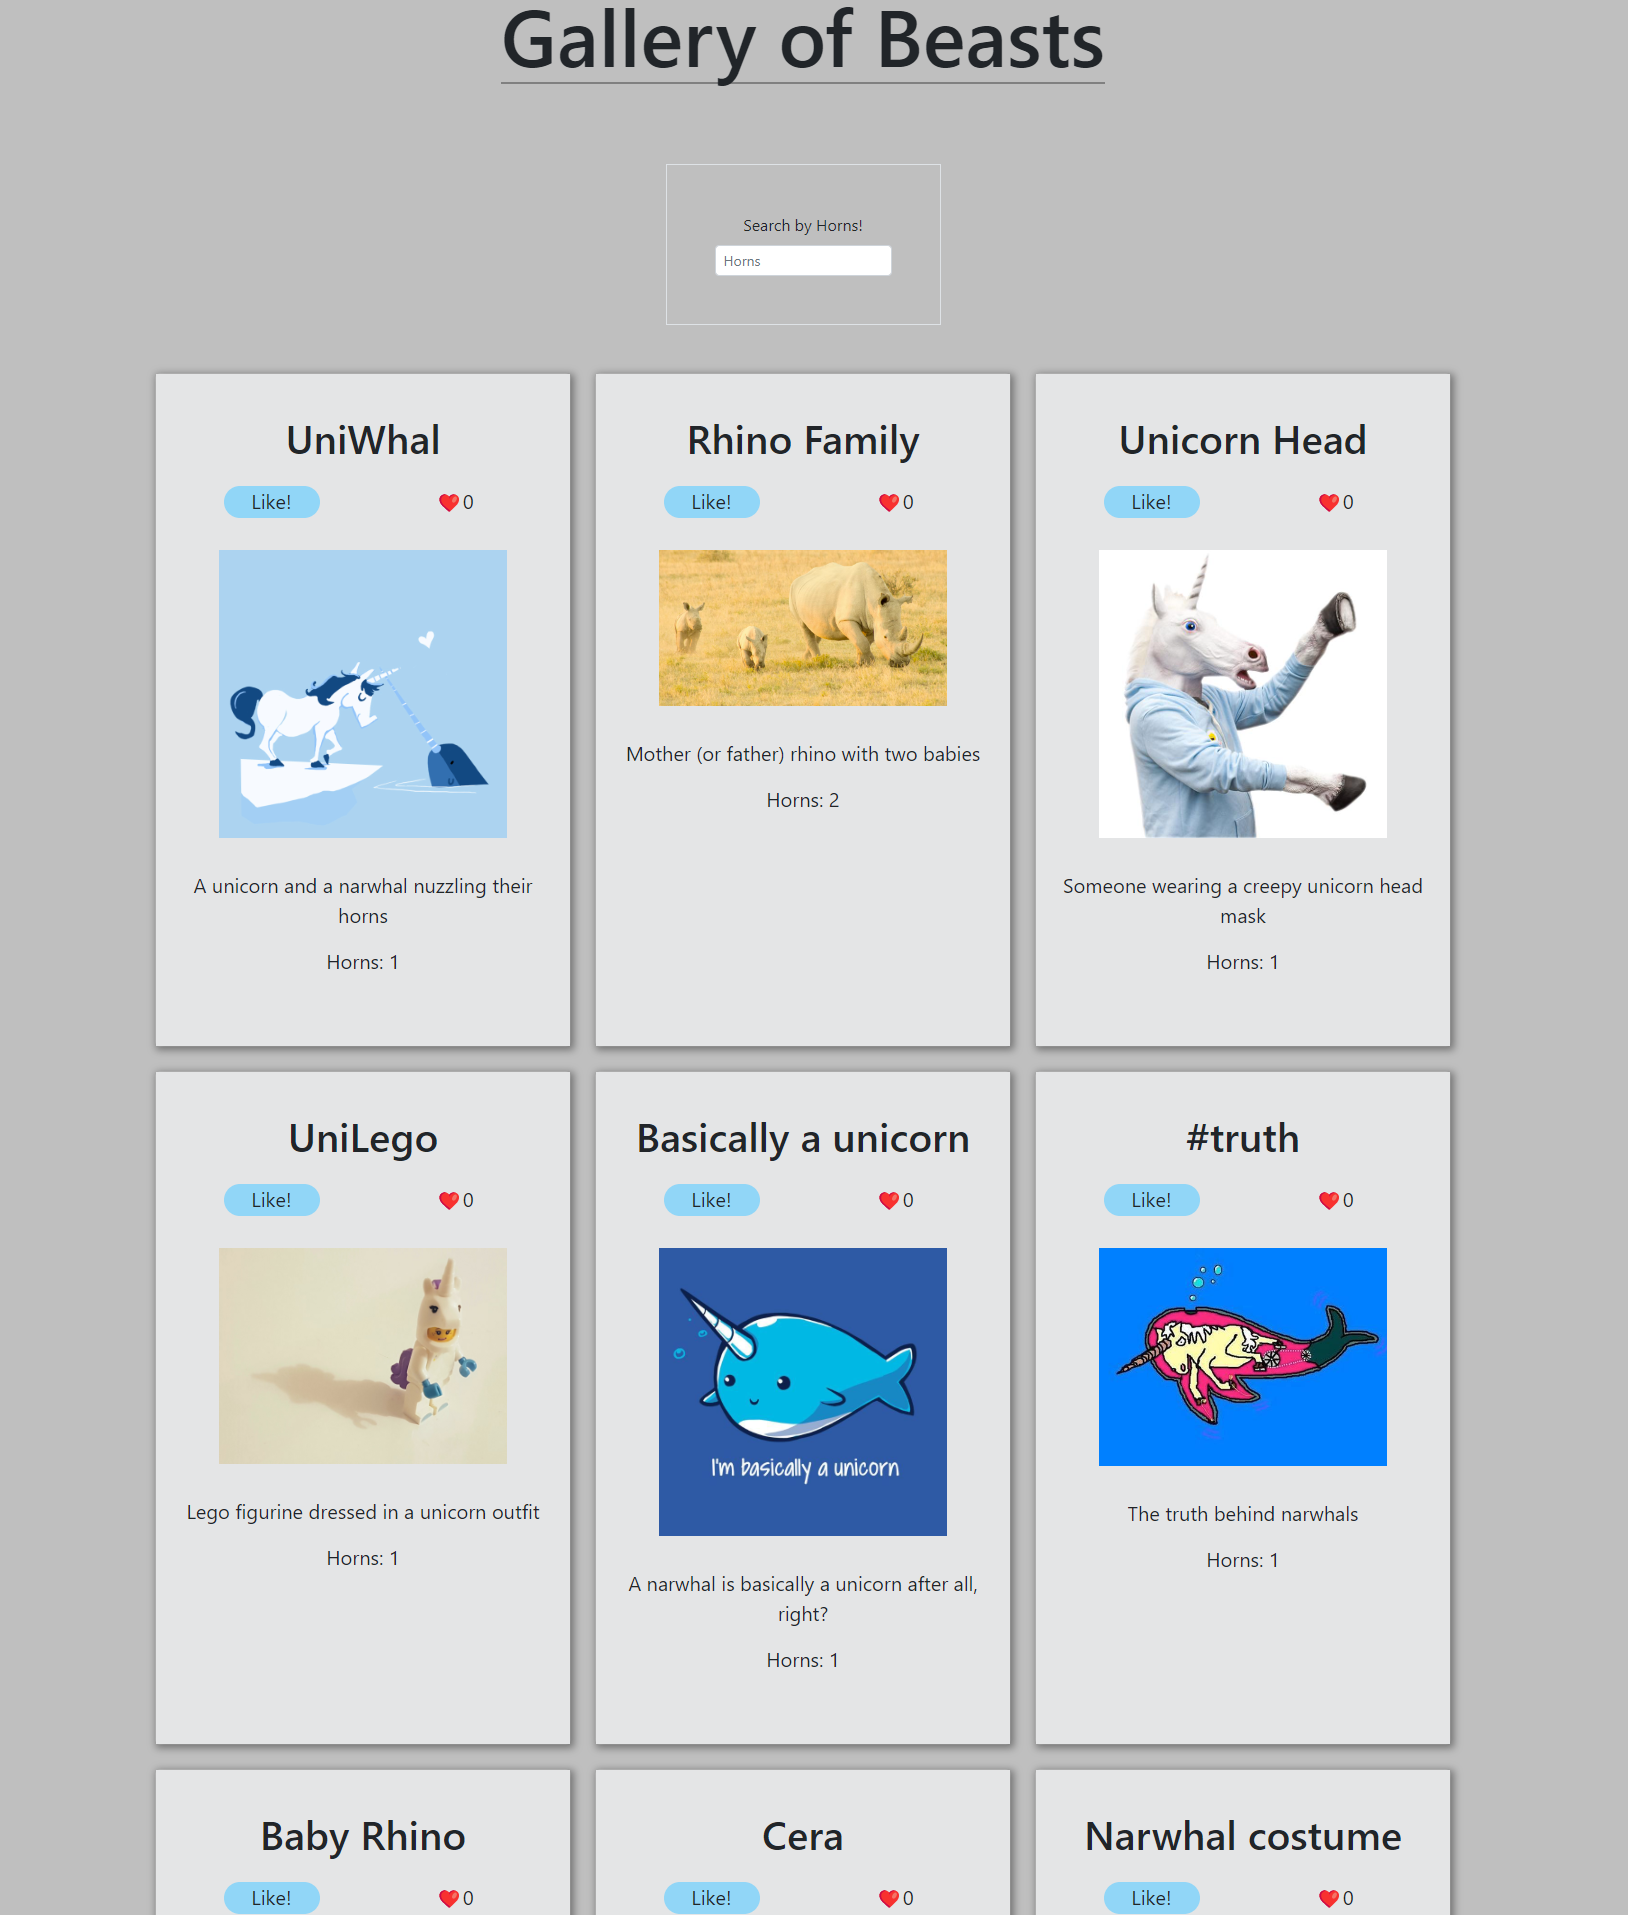 Gallery of Beasts
Search by Horns!
Horns
UniWhal
Like!
❤️ 0
A unicorn and a narwhal nuzzling their
horns
Horns: 1
Rhino Family
Like!
❤️ 0
Mother (or father) rhino with two babies
Horns: 2
Unicorn Head
Like!
❤️ 0
Someone wearing a creepy unicorn head
mask
Horns: 1
UniLego
Like!
❤️ 0
Lego figurine dressed in a unicorn outfit
Horns: 1
Basically a unicorn
Like!
❤️ 0
I'm basically a unicorn
A narwhal is basically a unicorn after all,
right?
Horns: 1
#truth
Like!
❤️ 0
The truth behind narwhals
Horns: 1
Baby Rhino
Like!
❤️ 0
Cera
Like!
❤️ 0
Narwhal costume
Like!
❤️ 0